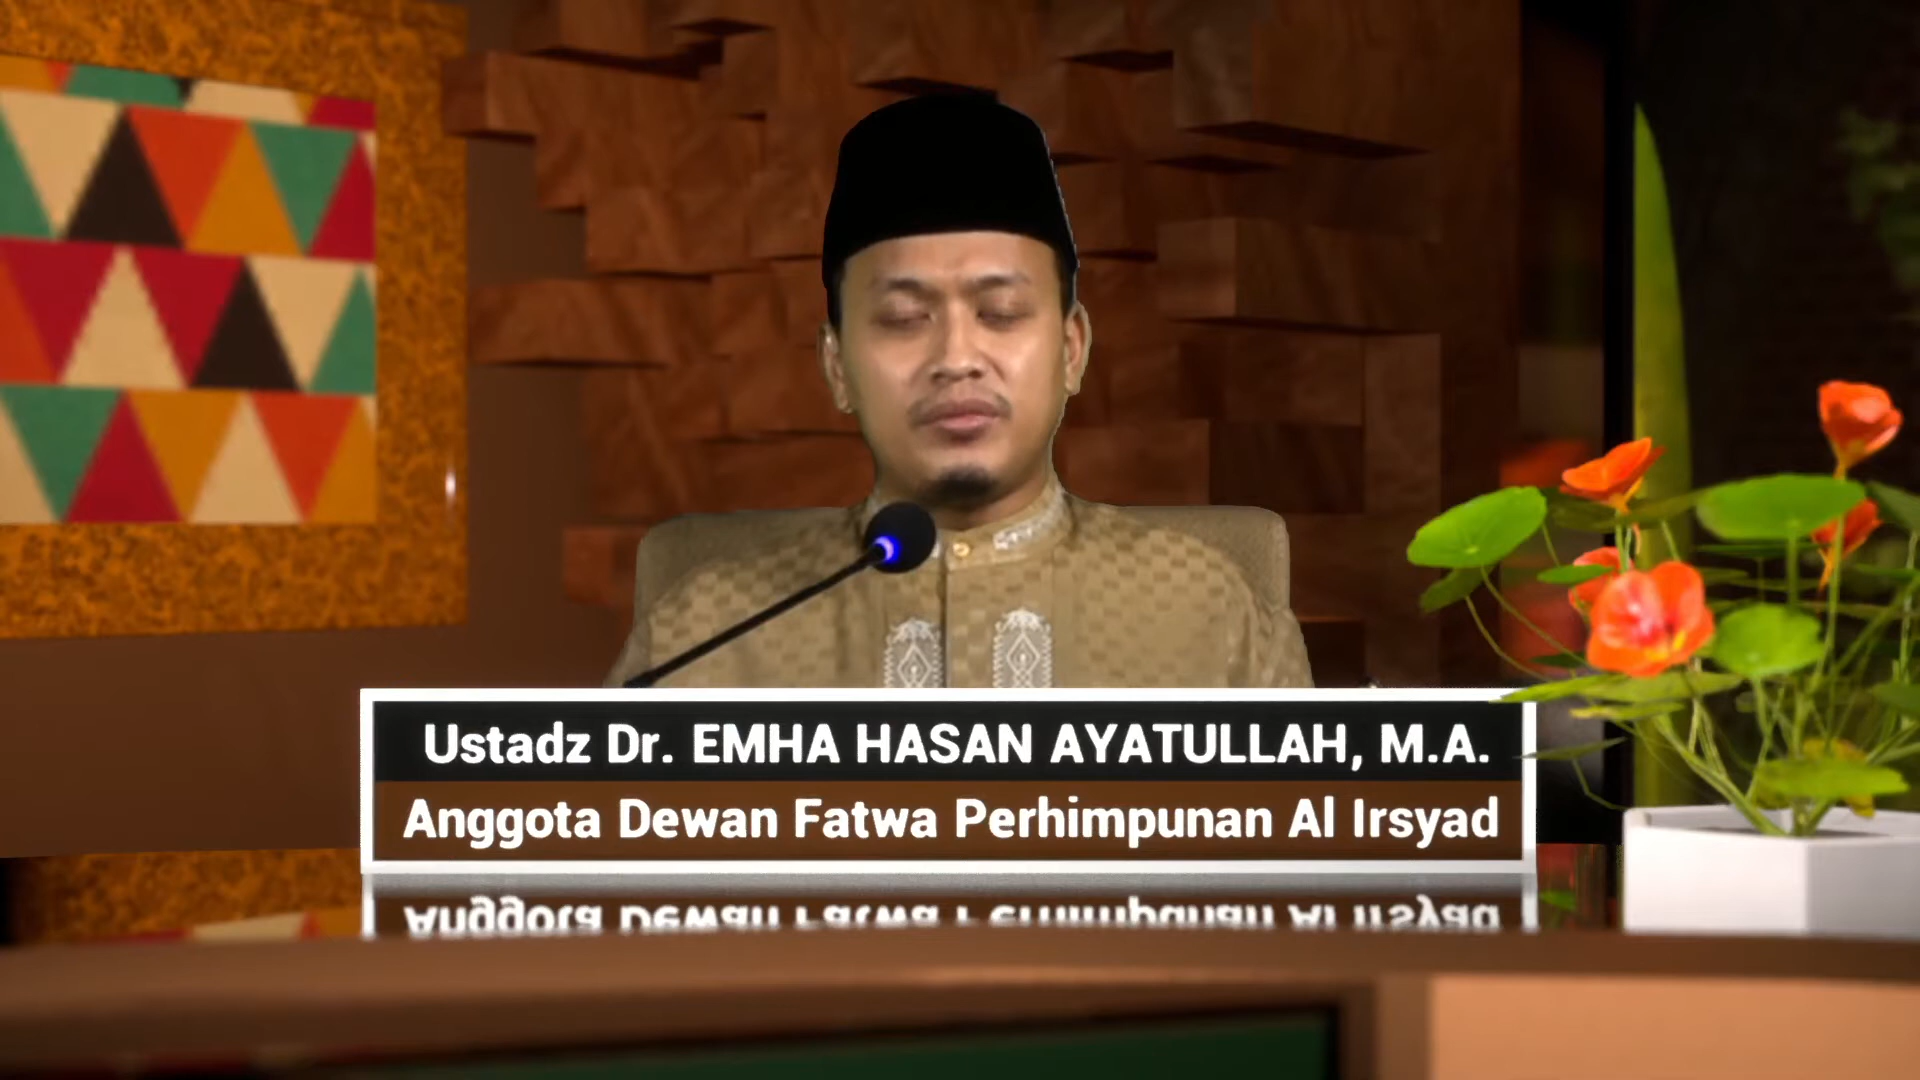 Ustadz Dr. EMHA HASAN AYATULLAH, M.A.
Anggota Dewan Fatwa Perhimpunan Al Irsyad